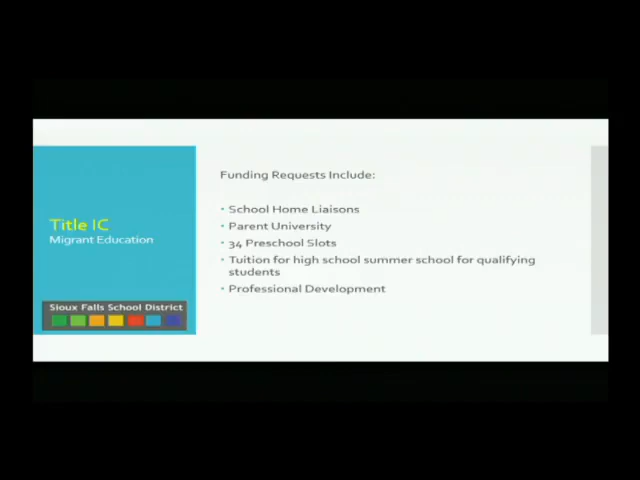 Title IC
Migrant Education
Sioux Falls School District
Funding Requests Include:
• School Home Liaisons
• Parent University
• 34 Preschool Slots
• Tuition for high school summer school for qualifying
students
• Professional Development